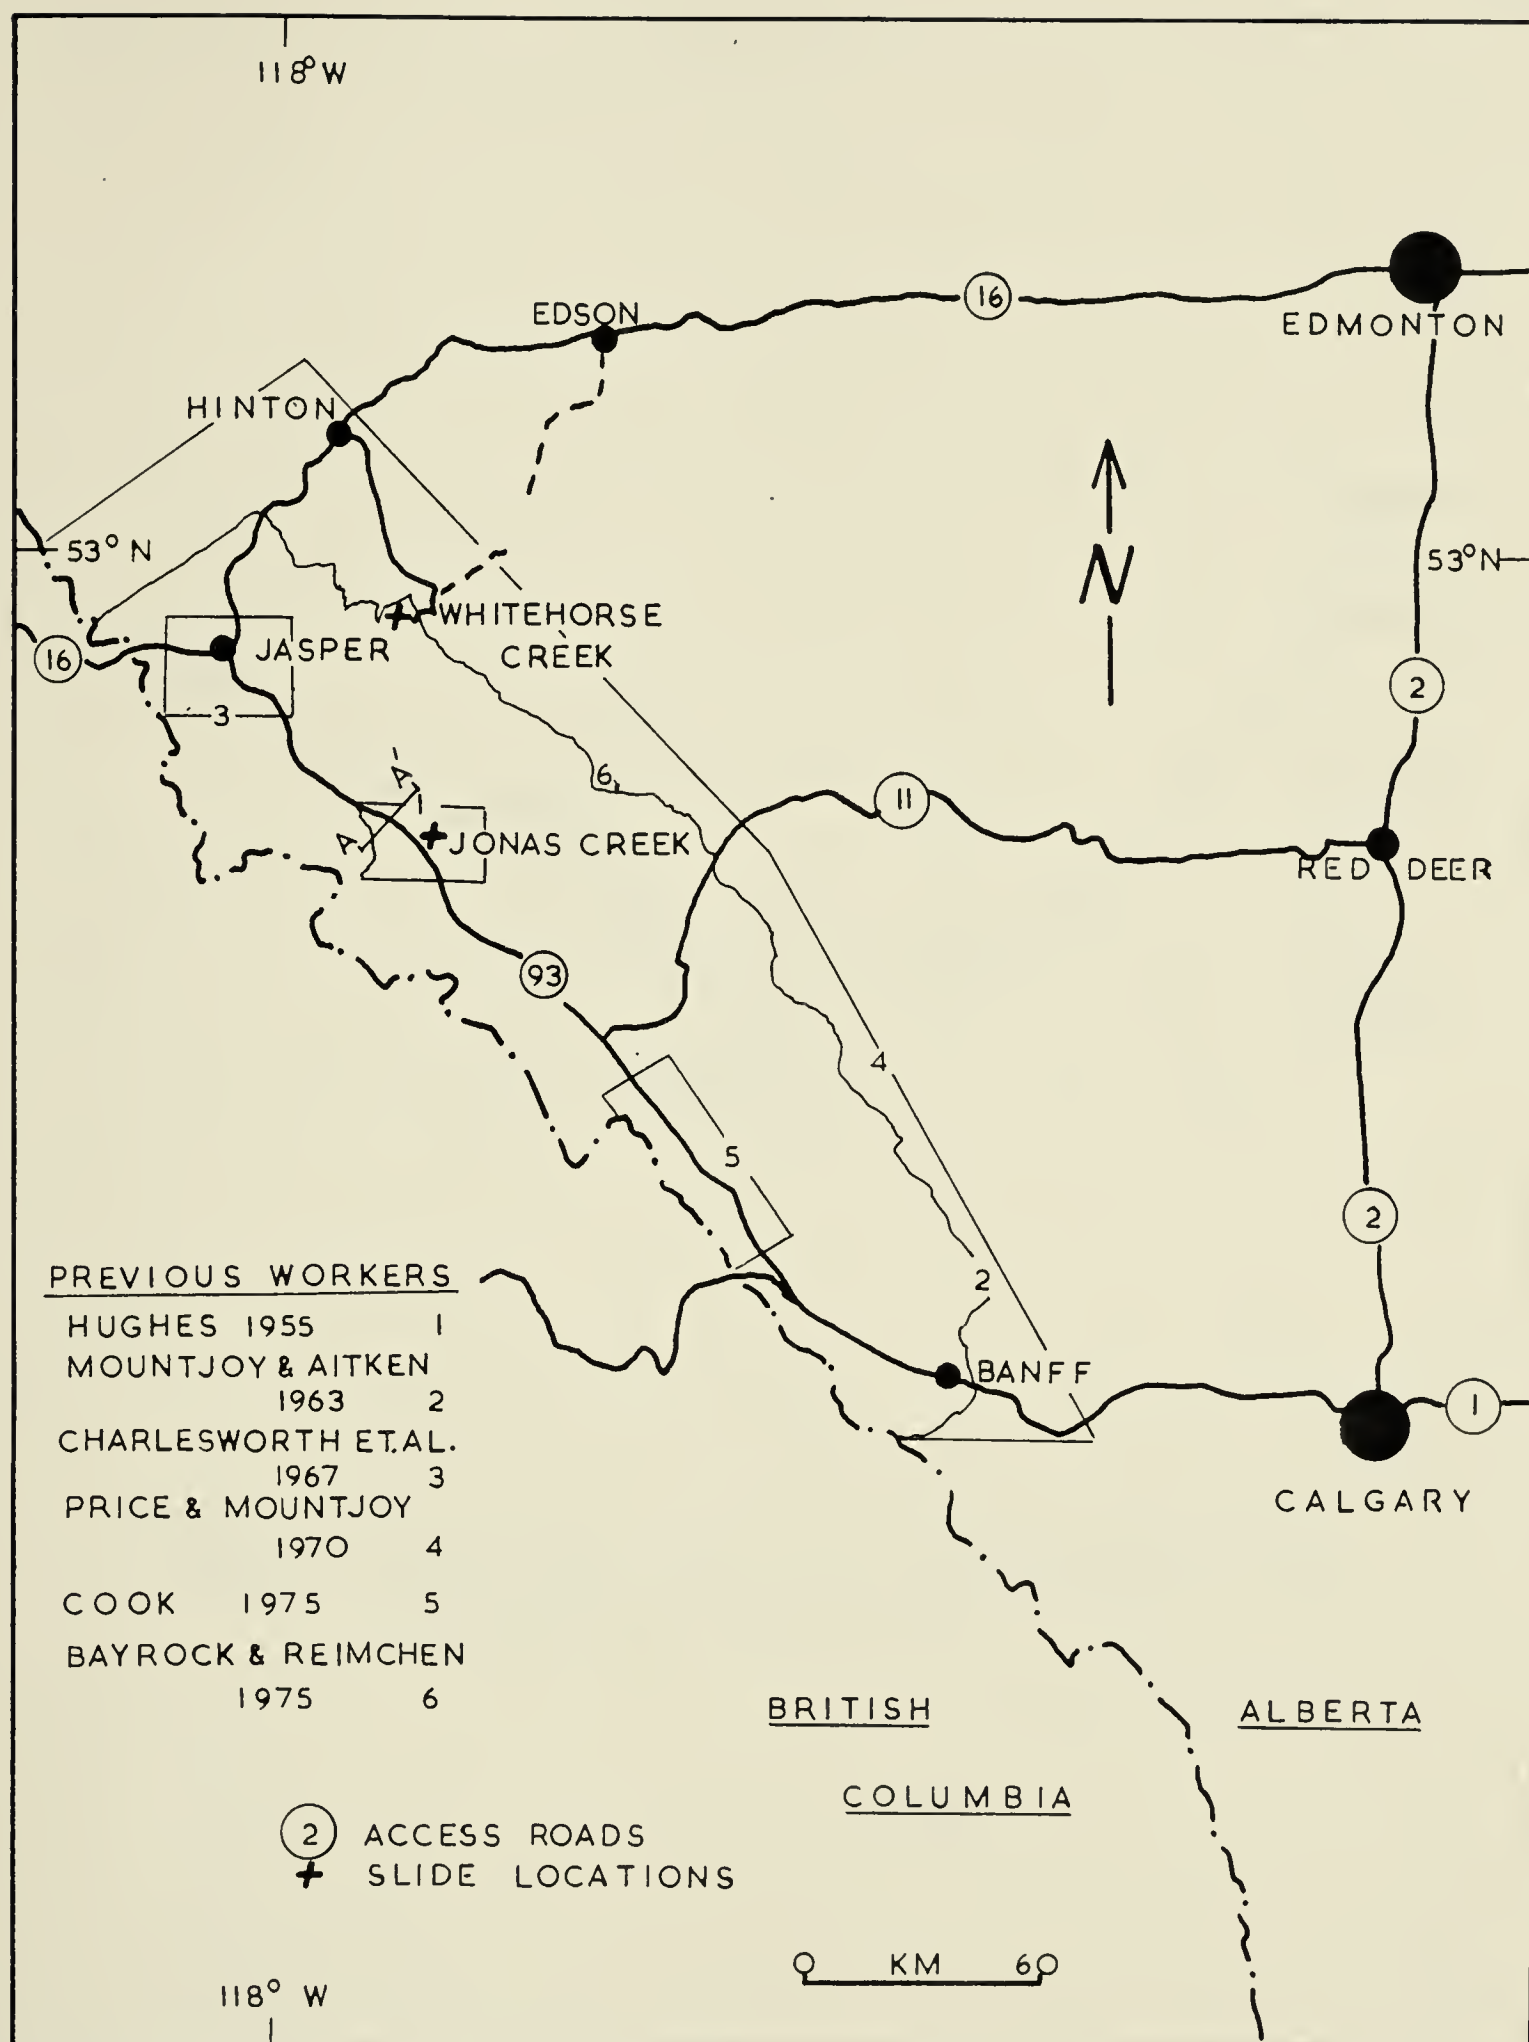 118° W
EDSON
16
EDMONTON
HINTON
53° N
53° N
N
WHITEHORSE
CREEK
16
JASPER
2
3
A'
6
11
A
JONAS CREEK
RED DEER
93
4
5
2
PREVIOUS WORKERS
HUGHES 1955 1
MOUNTJOY & AITKEN
1963 2
CHARLESWORTH ET.AL.
1967 3
PRICE & MOUNTJOY
1970 4
COOK 1975 5
BAYROCK & REIMCHEN
1975 6
2
BANFF
1
CALGARY
BRITISH
COLUMBIA
ALBERTA
2 ACCESS ROADS
+ SLIDE LOCATIONS
0 KM 60
118° W